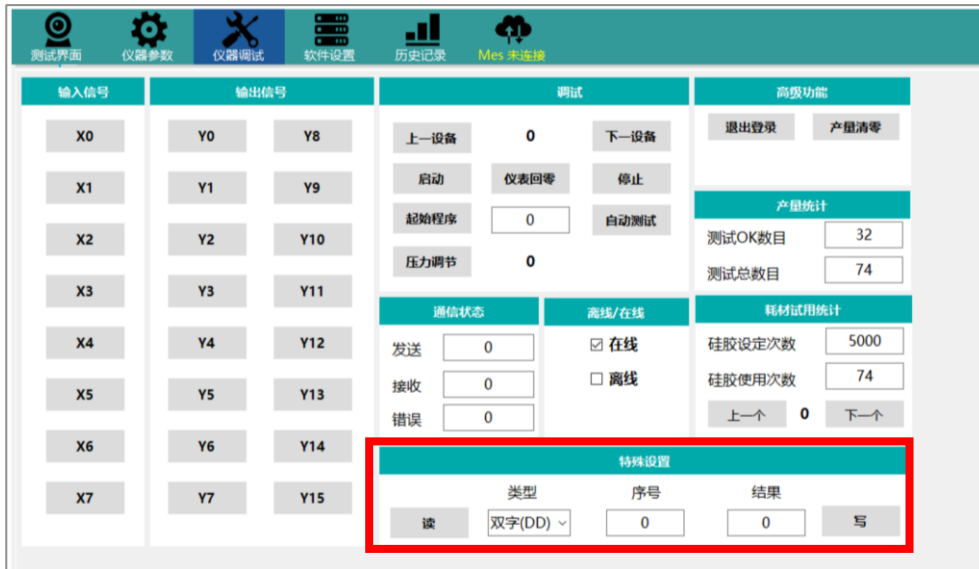 测试界面 仪器参数 仪器调试 软件设置 历史记录 Mes 未连接
输入信号
X0
X1
X2
X3
X4
X5
X6
X7
输出信号
Y0 Y8
Y1 Y9
Y2 Y10
Y3 Y11
Y4 Y12
Y5 Y13
Y6 Y14
Y7 Y15
调试
上一设备 0 下一设备
启动 仪表回零 停止
起始程序 0 自动测试
压力调节 0
高级功能
退出登录 产量清零
产量统计
测试OK数目 32
测试总数目 74
通信状态
发送 0
接收 0
错误 0
离线/在线
在线
离线
耗材试用统计
硅胶设定次数 5000
硅胶使用次数 74
上一个 0 下一个
特殊设置
类型 序号 结果
读 双字(DD) 0 0 写